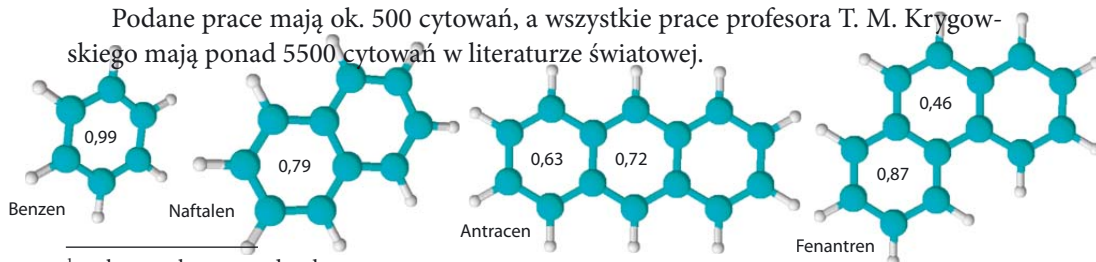 Podane prace mają ok. 500 cytowań, a wszystkie prace profesora T. M. Krygow-
skiego mają ponad 5500 cytowań w literaturze światowej.
0,99
0,79
0,63
0,72
0,46
0,87
Benzen
Naftalen
Antracen
Fenantren